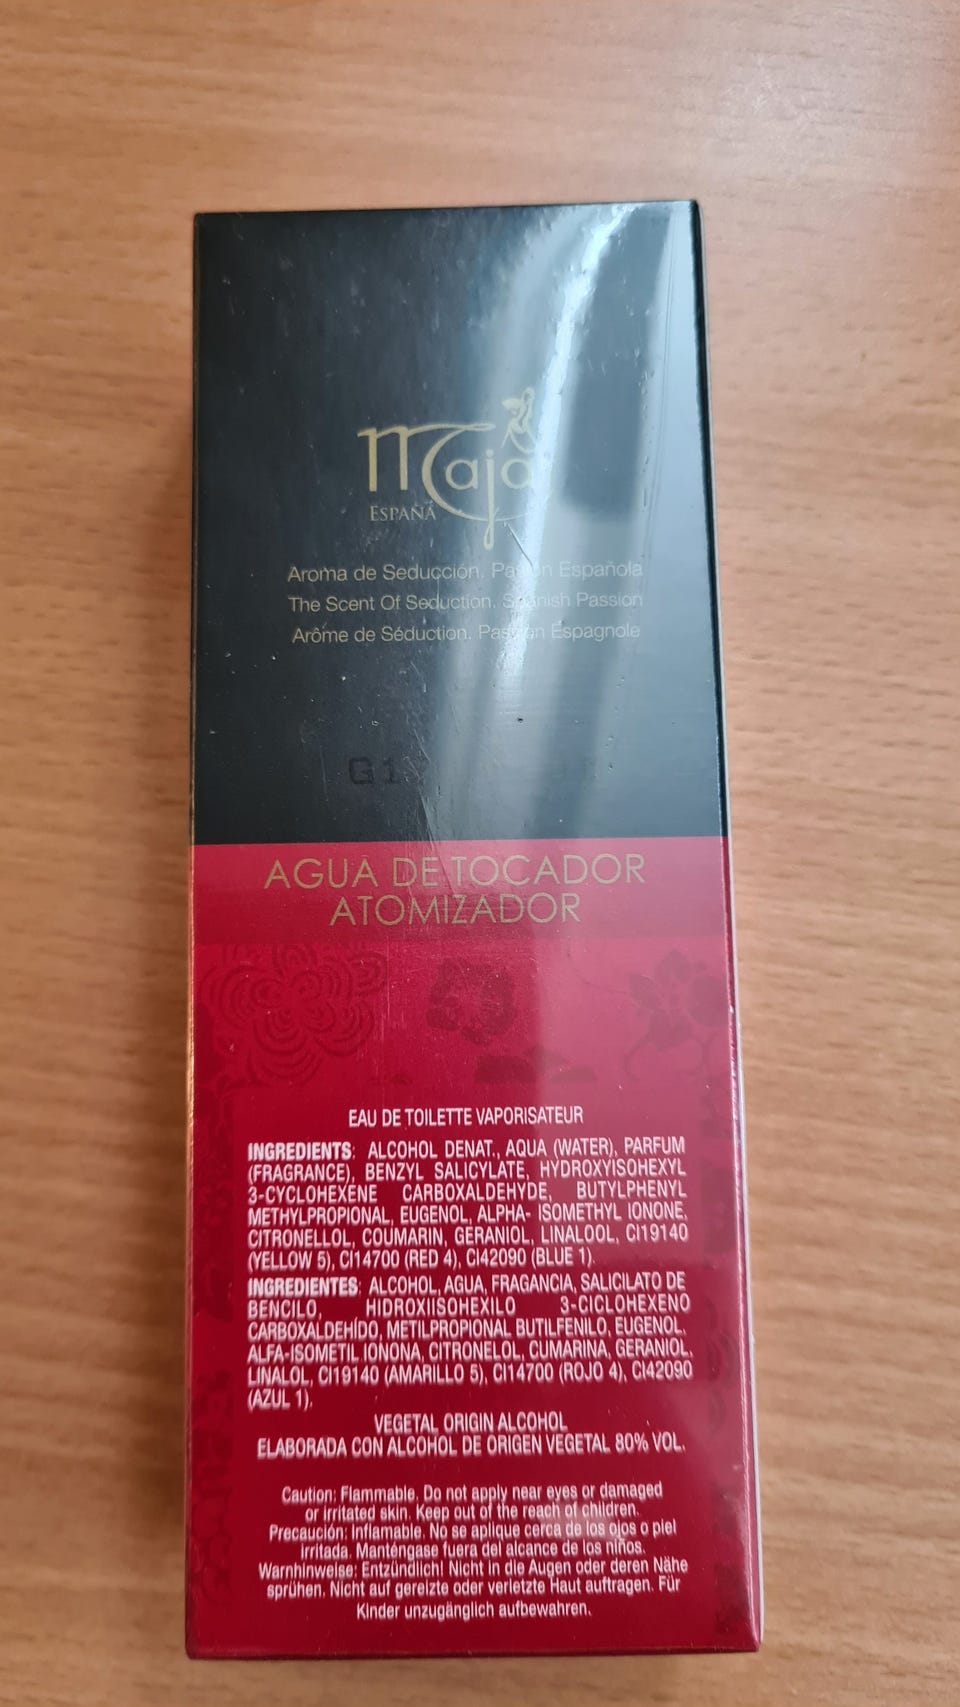 Maja
ESPAÑA
Aroma de Seducción. Pasión Española
The Scent Of Seduction. Spanish Passion
Arôme de Séduction. Passion Espagnole
AGUA DE TOCADOR
ATOMIZADOR
EAU DE TOILETTE VAPORISATEUR
INGREDIENTS: ALCOHOL DENAT., AQUA (WATER), PARFUM
(FRAGRANCE), BENZYL SALICYLATE, HYDROXYISOHEXYL
3-CYCLOHEXENE CARBOXALDEHYDE, BUTYLPHENYL
METHYLPROPIONAL, EUGENOL, ALPHA- ISOMETHYL IONONE,
CITRONELLOL, COUMARIN, GERANIOL, LINALOOL, CI19140
(YELLOW 5), CI14700 (RED 4), CI42090 (BLUE 1).
INGREDIENTES: ALCOHOL, AGUA, FRAGANCIA, SALICILATO DE
BENCILO, HIDROXIISOHEXILO 3-CICLOHEXENO
CARBOXALDEHÍDO, METILPROPIONAL BUTILFENILO, EUGENOL,
ALFA-ISOMETIL IONONA, CITRONELOL, CUMARINA, GERANIOL,
LINALOL, CI19140 (AMARILLO 5), CI14700 (ROJO 4), CI42090
(AZUL 1).
VEGETAL ORIGIN ALCOHOL
ELABORADA CON ALCOHOL DE ORIGEN VEGETAL 80% VOL.
Caution: Flammable. Do not apply near eyes or damaged
or irritated skin. Keep out of the reach of children.
Precaución: Inflamable. No se aplique cerca de los ojos o piel
irritada. Manténgase fuera del alcance de los niños.
Warnhinweise: Entzündlich! Nicht in die Augen oder deren Nähe
sprühen. Nicht auf gereizte oder verletzte Haut auftragen. Für
Kinder unzugänglich aufbewahren.